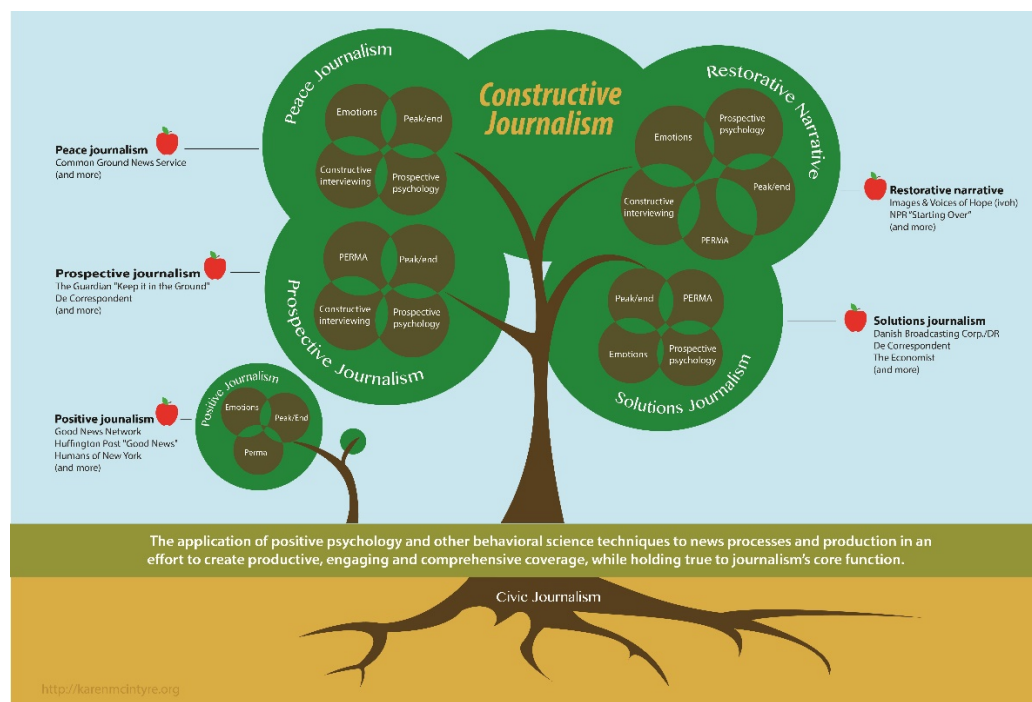 Constructive
Journalism
Peace Journalism
Emotions
Peak/end
Constructive
interviewing
Prospective
psychology
Restorative Narrative
Emotions
Prospective
psychology
Constructive
interviewing
Peak/end
PERMA
Peace journalism
Common Ground News Service
(and more)
Restorative narrative
Images & Voices of Hope (ivoh)
NPR "Starting Over"
(and more)
Prospective journalism
The Guardian "Keep it in the Ground"
De Correspondent
(and more)
PERMA
Peak/end
Constructive
interviewing
Prospective
psychology
Prospective Journalism
Peak/end
PERMA
Emotions
Prospective
psychology
Solutions Journalism
Solutions journalism
Danish Broadcasting Corp./DR
De Correspondent
The Economist
(and more)
Positive jounalism
Good News Network
Huffington Post "Good News"
Humans of New York
(and more)
Positive Journalism
Emotions
Peak/End
Perma
The application of positive psychology and other behavioral science techniques to news processes and production in an
effort to create productive, engaging and comprehensive coverage, while holding true to journalism's core function.
Civic Journalism
http://karenmcintyre.org